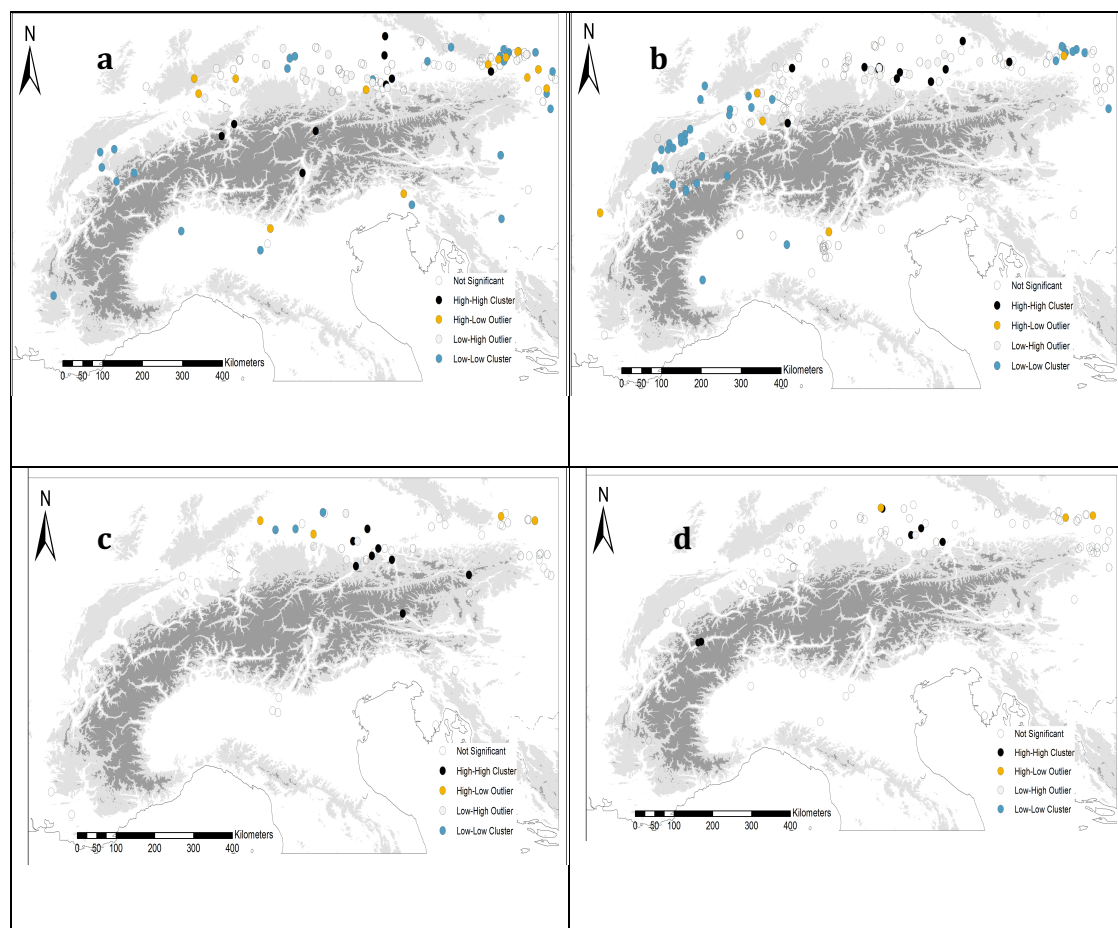 N
a
Not Significant
High-High Cluster
High-Low Outlier
Low-High Outlier
Low-Low Cluster
Kilometers
0 50 100 200 300 400
N
b
Not Significant
High-High Cluster
High-Low Outlier
Low-High Outlier
Low-Low Cluster
Kilometers
0 50 100 200 300 400
N
c
Not Significant
High-High Cluster
High-Low Outlier
Low-High Outlier
Low-Low Cluster
Kilometers
0 50 100 200 300 400
N
d
Not Significant
High-High Cluster
High-Low Outlier
Low-High Outlier
Low-Low Cluster
Kilometers
0 50 100 200 300 400